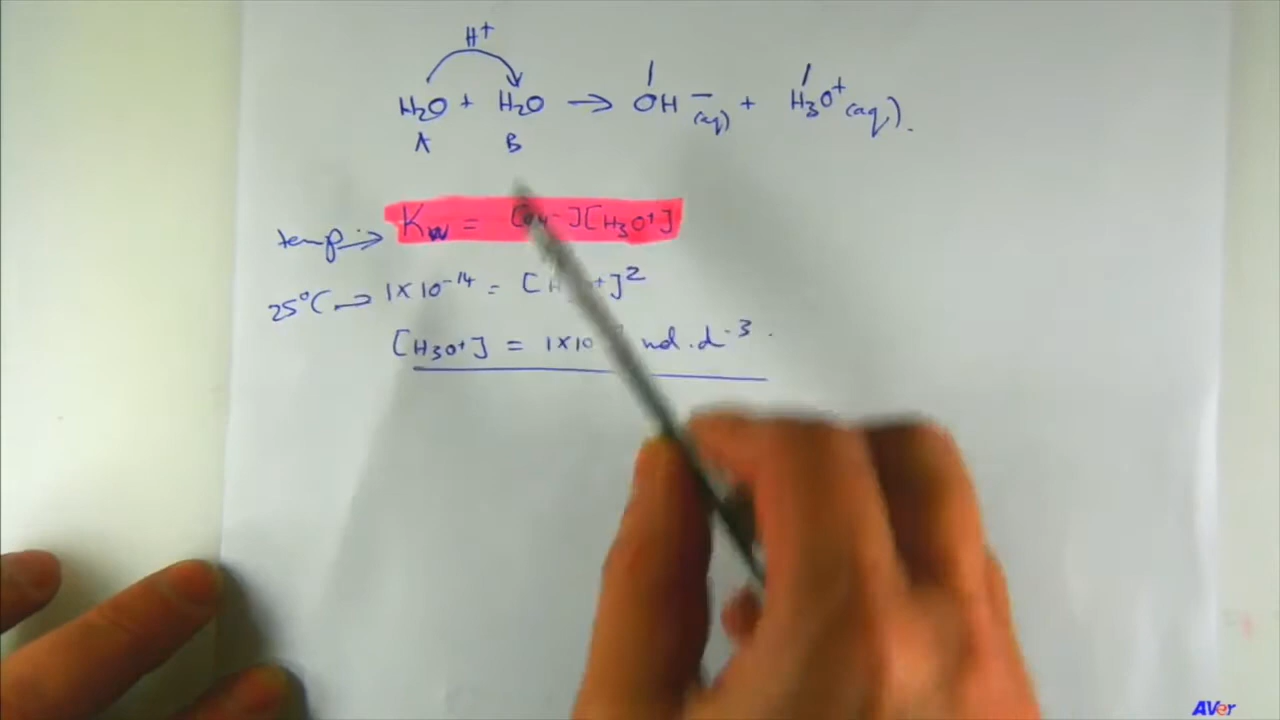 H⁺
H₂O + H₂O → OH⁻(aq) + H₃O⁺(aq).
A B
Kw = [OH⁻][H₃O⁺]
temp →
25°C → 1×10⁻¹⁴ = [H + ]²
[H₃O⁺] = 1×10 mol.d⁻³.
AVer